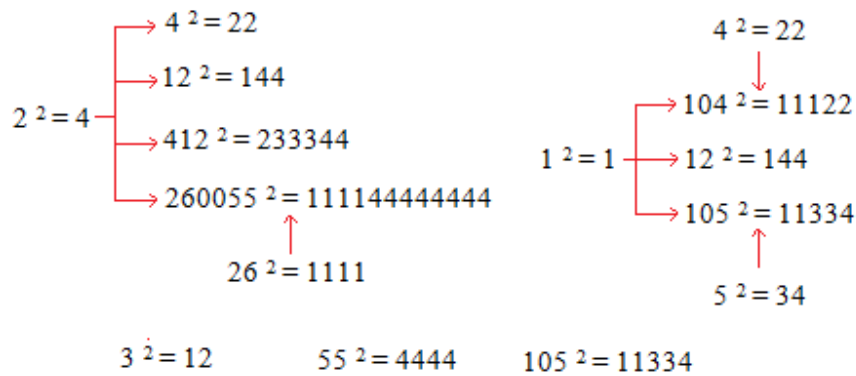 4 ² = 22
4 ² = 22
12 ² = 144
104 ² = 11122
2 ² = 4
412 ² = 233344
1 ² = 1
12 ² = 144
260055 ² = 111144444444
105 ² = 11334
26 ² = 1111
5 ² = 34
3 ² = 12
55 ² = 4444
105 ² = 11334